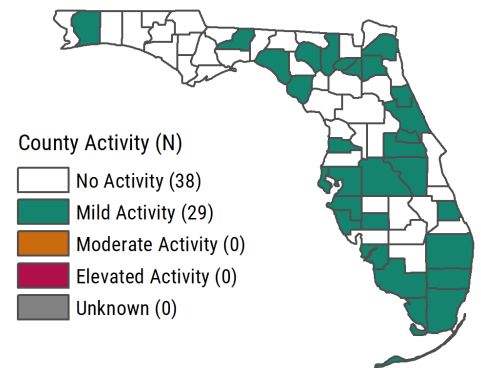 County Activity (N)
No Activity (38)
Mild Activity (29)
Moderate Activity (0)
Elevated Activity (0)
Unknown (0)